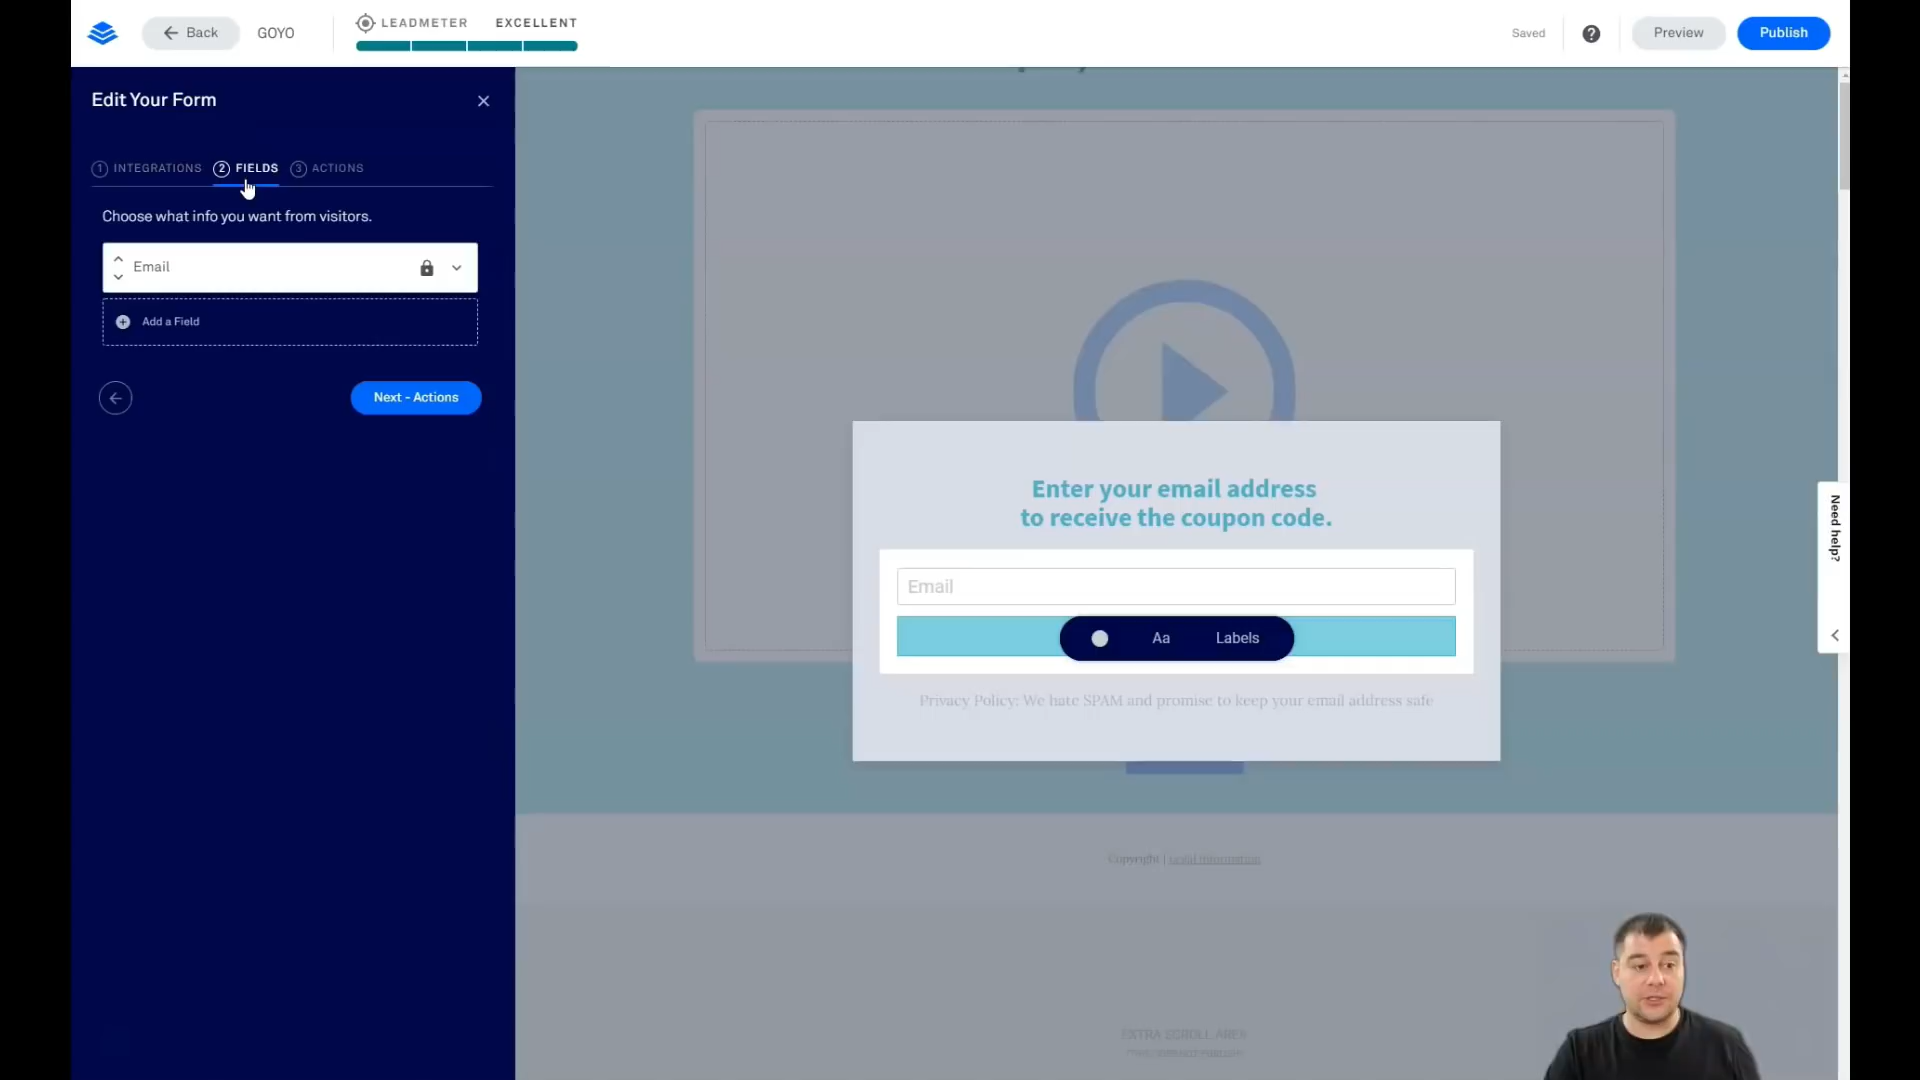 Back
GOYO
LEADMETER EXCELLENT
Saved
?
Preview
Publish
Edit Your Form
1 INTEGRATIONS
2 FIELDS
3 ACTIONS
Choose what info you want from visitors.
Email
Add a Field
Next - Actions
Enter your email address
to receive the coupon code.
Email
Aa
Labels
Privacy Policy: We hate SPAM and promise to keep your email address safe
Need help?
Copyright | Legal Information
EXTRA SCROLL AREA